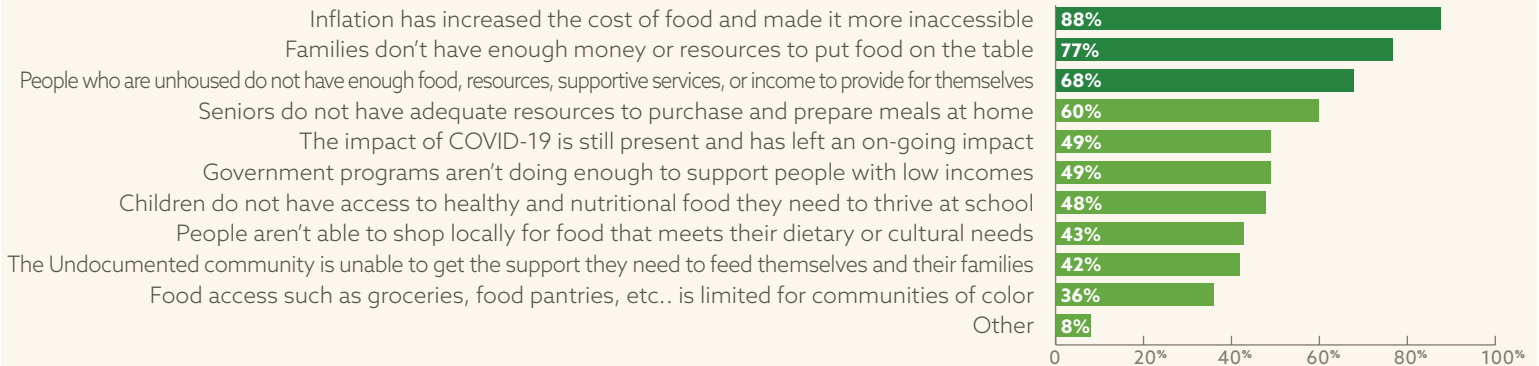 Inflation has increased the cost of food and made it more inaccessible 88%
Families don’t have enough money or resources to put food on the table 77%
People who are unhoused do not have enough food, resources, supportive services, or income to provide for themselves 68%
Seniors do not have adequate resources to purchase and prepare meals at home 60%
The impact of COVID-19 is still present and has left an on-going impact 49%
Government programs aren’t doing enough to support people with low incomes 49%
Children do not have access to healthy and nutritional food they need to thrive at school 48%
People aren’t able to shop locally for food that meets their dietary or cultural needs 43%
The Undocumented community is unable to get the support they need to feed themselves and their families 42%
Food access such as groceries, food pantries, etc.. is limited for communities of color 36%
Other 8%
0 20% 40% 60% 80% 100%